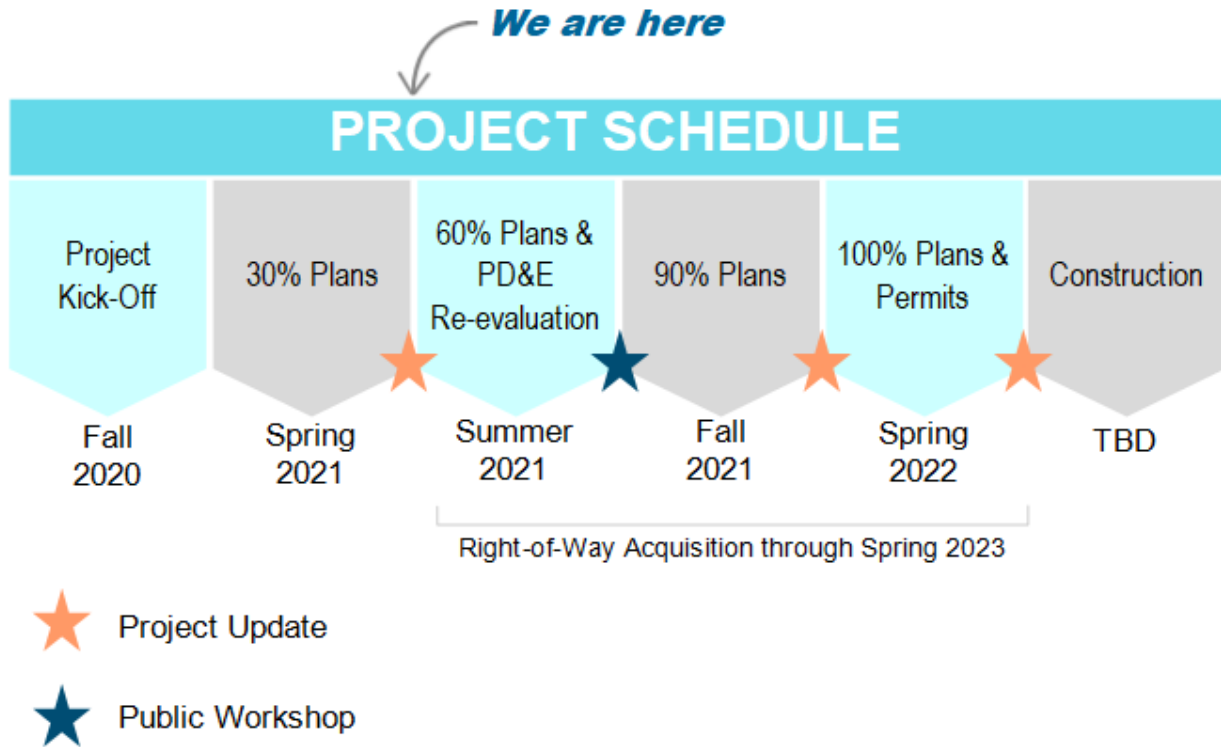 We are here
PROJECT SCHEDULE
Project
Kick-Off
30% Plans
60% Plans &
PD&E
Re-evaluation
90% Plans
100% Plans &
Permits
Construction
Fall
2020
Spring
2021
Summer
2021
Fall
2021
Spring
2022
TBD
Right-of-Way Acquisition through Spring 2023
Project Update
Public Workshop